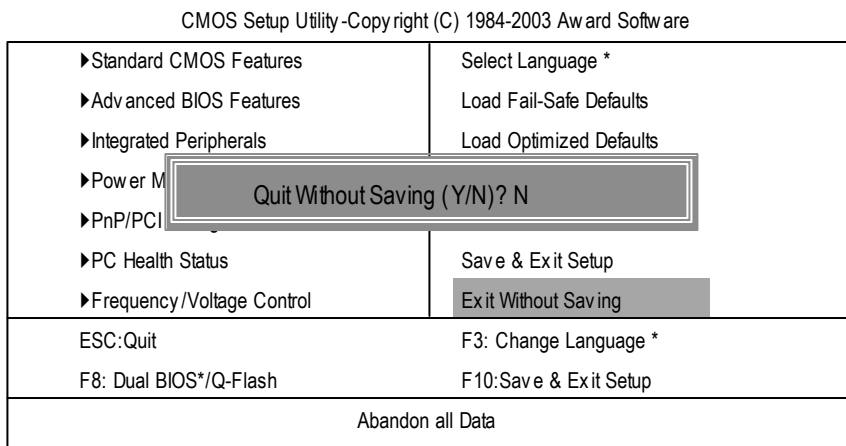 CMOS Setup Utility-Copyright (C) 1984-2003 Award Software
▶Standard CMOS Features
Select Language *
▶Advanced BIOS Features
Load Fail-Safe Defaults
▶Integrated Peripherals
Load Optimized Defaults
▶Power M
Quit Without Saving (Y/N)? N
▶PnP/PCI
▶PC Health Status
Save & Exit Setup
▶Frequency/Voltage Control
Exit Without Saving
ESC:Quit
F3: Change Language *
F8: Dual BIOS*/Q-Flash
F10:Save & Exit Setup
Abandon all Data